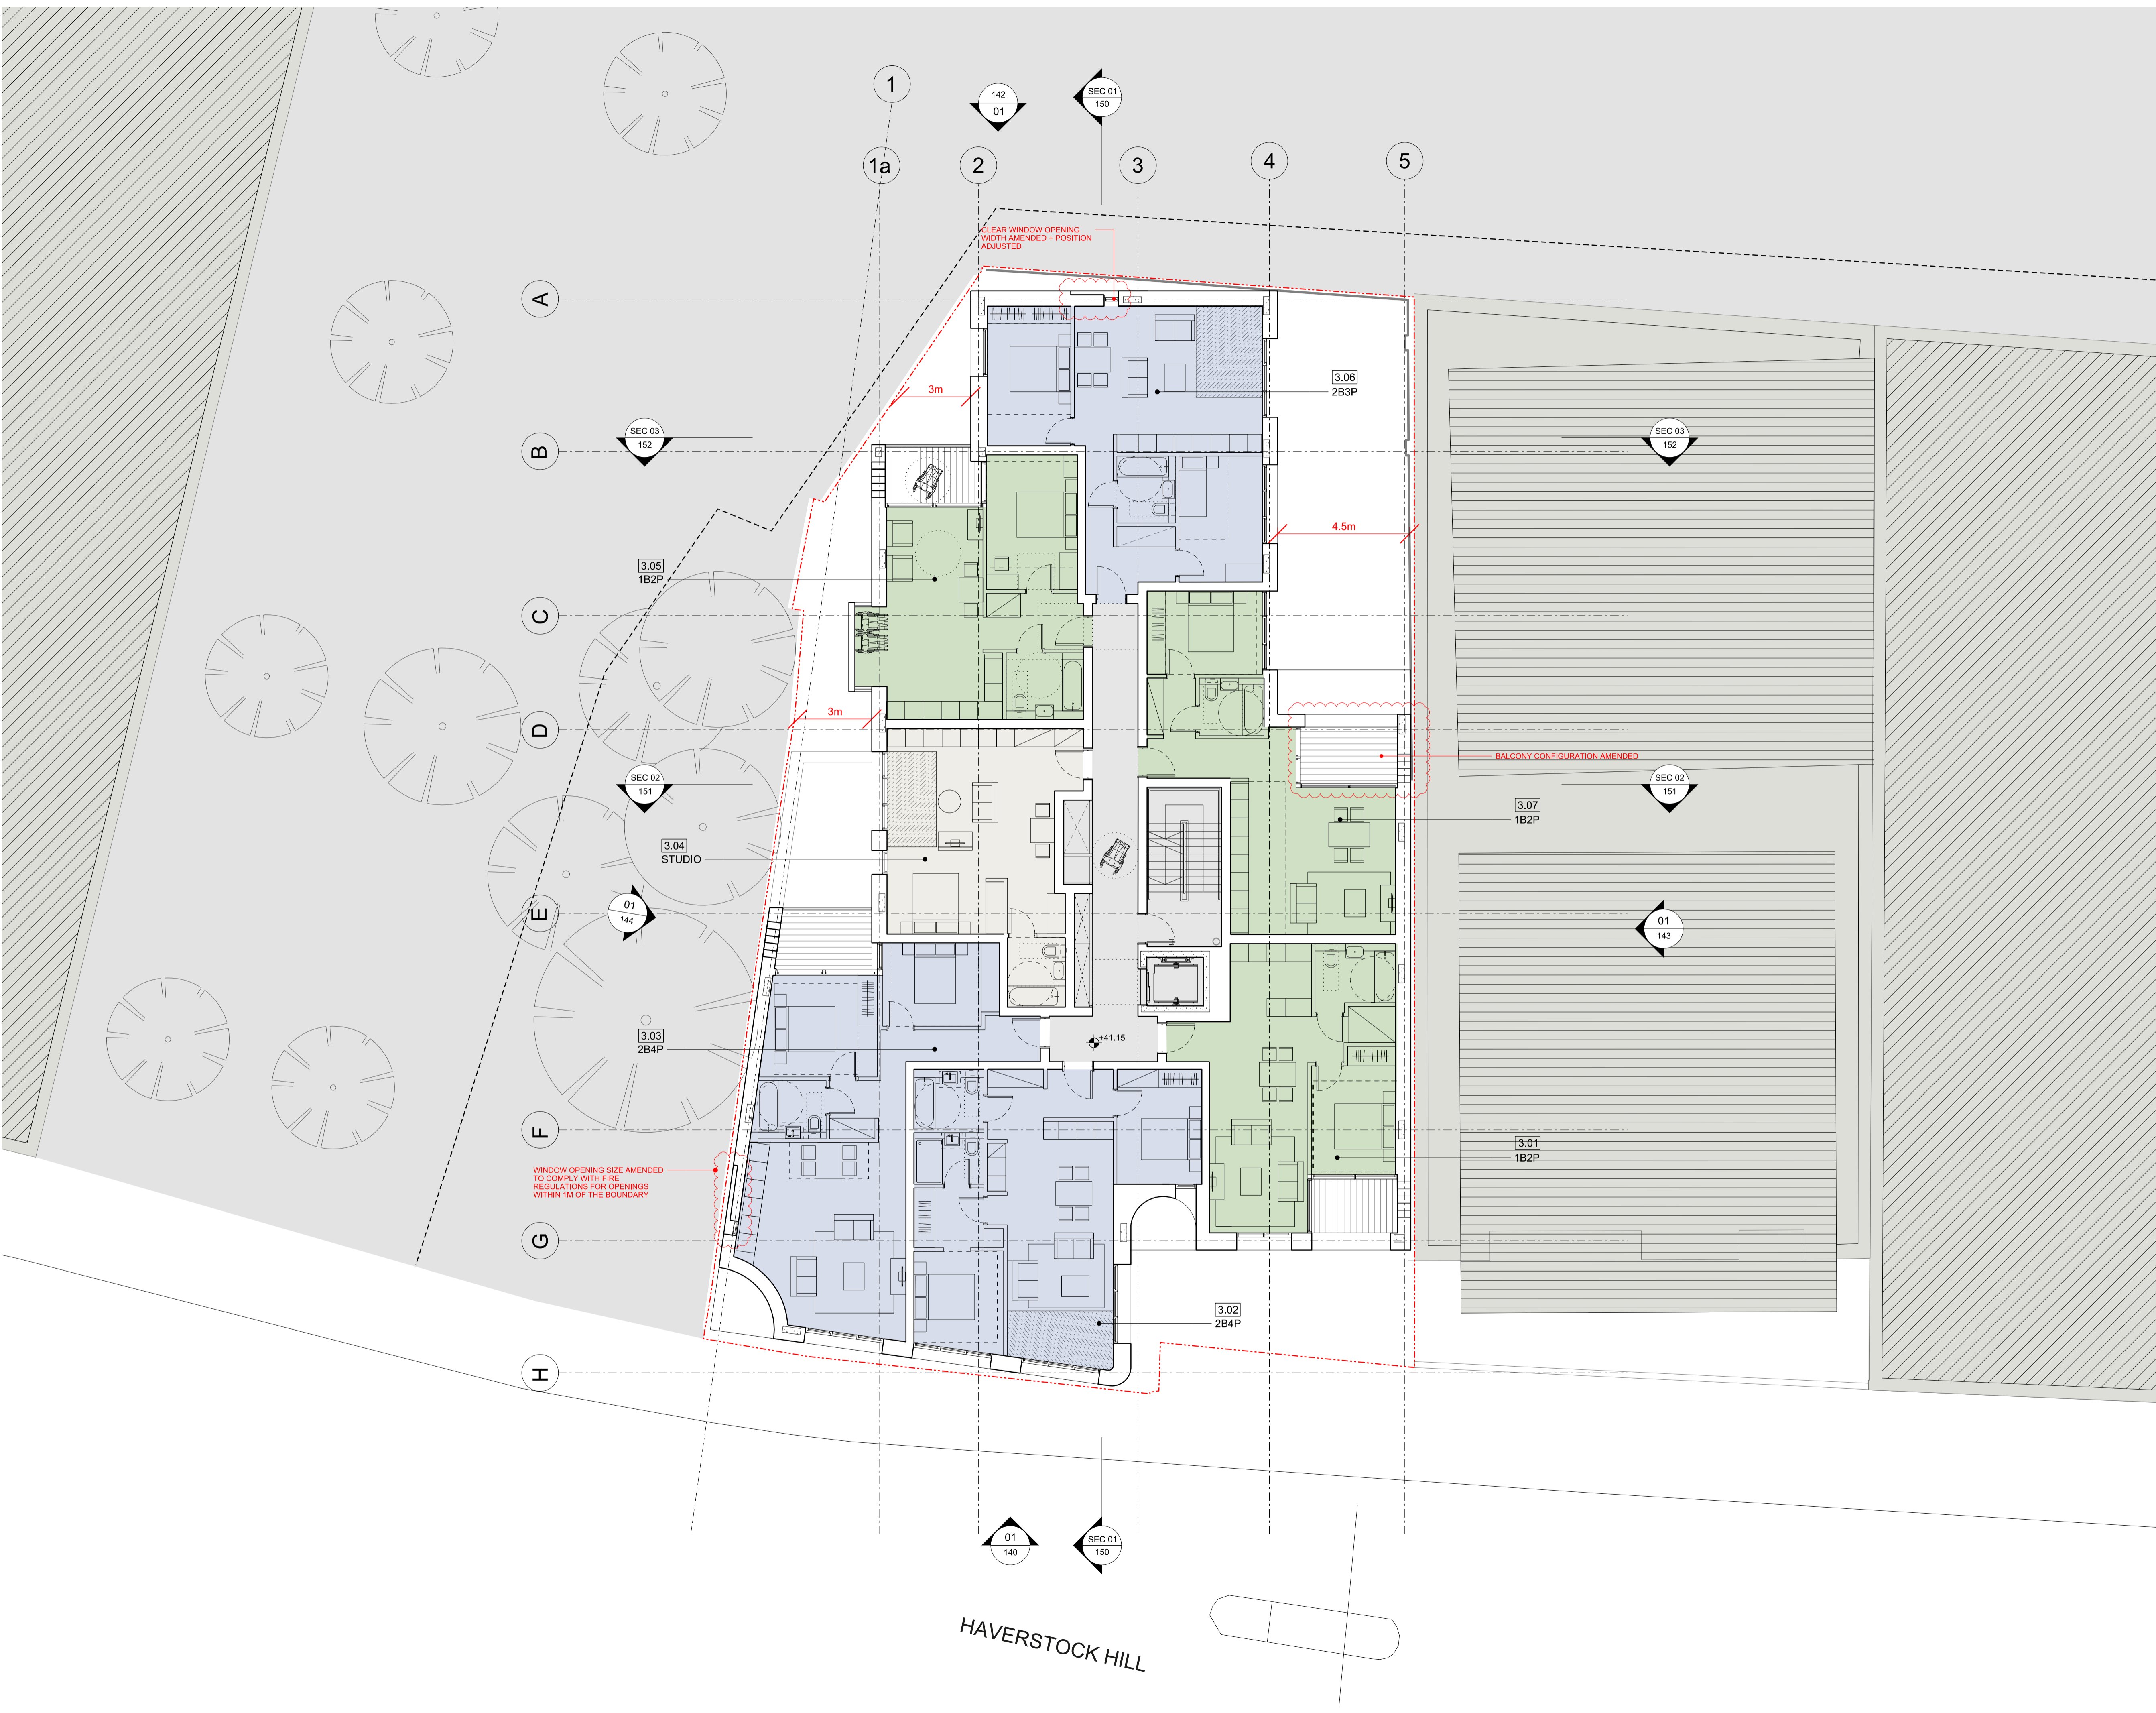 1
142
01
SEC 01
150
1a
2
3
4
5
CLEAR WINDOW OPENING
WIDTH AMENDED + POSITION
ADJUSTED
A
3m
3.06
2B3P
SEC 03
152
SEC 03
152
B
4.5m
3.05
1B2P
C
3m
D
BALCONY CONFIGURATION AMENDED
SEC 02
151
SEC 02
151
3.07
1B2P
3.04
STUDIO
E
01
144
01
143
3.03
2B4P
+41.15
F
3.01
1B2P
WINDOW OPENING SIZE AMENDED
TO COMPLY WITH FIRE
REGULATIONS FOR OPENINGS
WITHIN 1M OF THE BOUNDARY
G
3.02
2B4P
H
01
140
SEC 01
150
HAVERSTOCK HILL